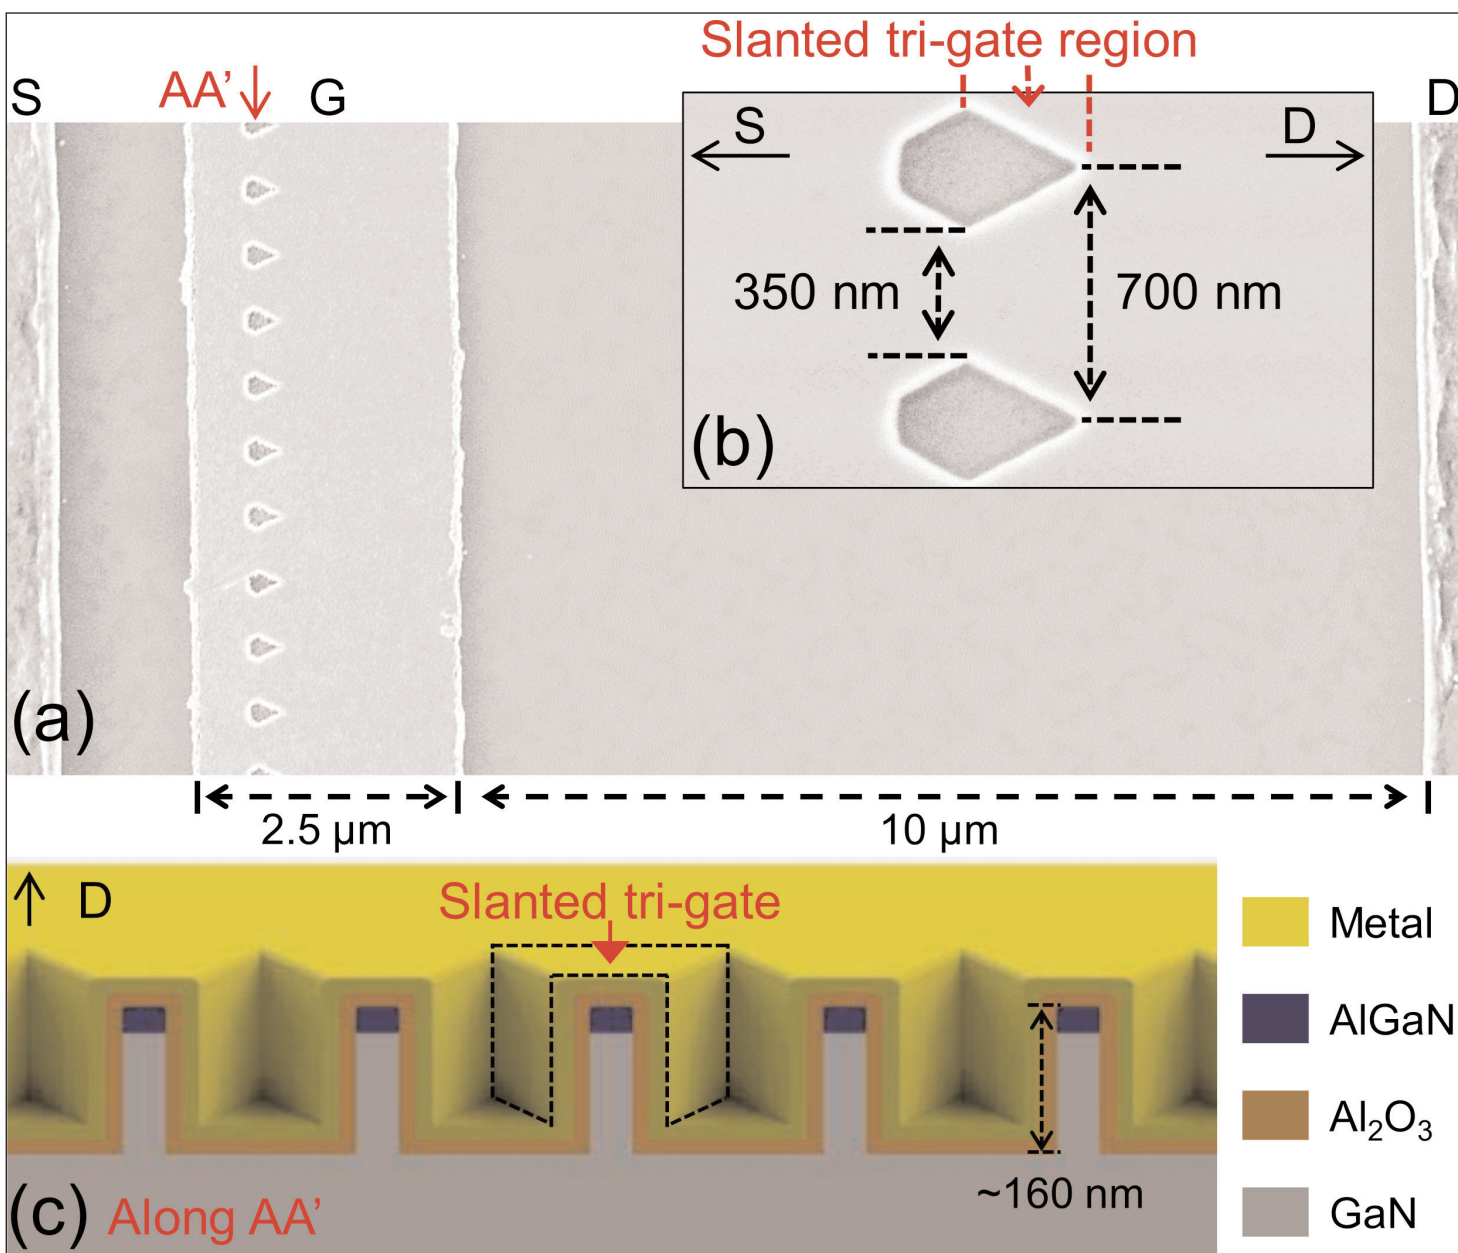 Slanted tri-gate region
S
AA’
G
D
S
D
350 nm
700 nm
(b)
(a)
2.5 μm
10 μm
D
Slanted tri-gate
Metal
AlGaN
Al₂O₃
~160 nm
GaN
(c) Along AA’